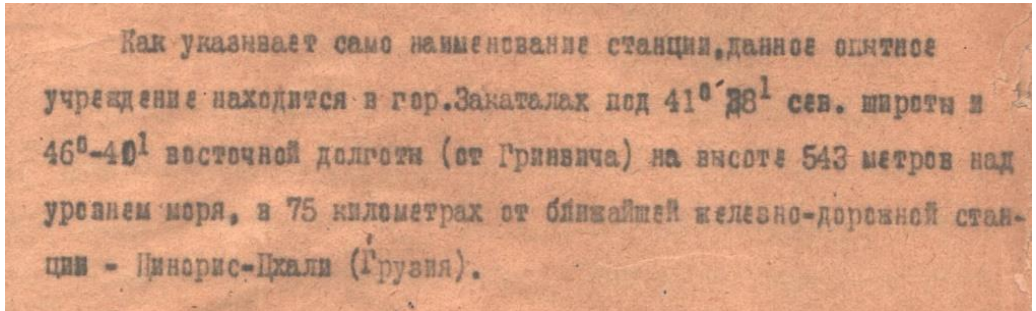 Как указывает само наименование станции,данное опытное
учреждение находится в гор.Закаталах под 41° 38¹ сев. широты и
46°-40¹ восточной долготы (от Гринвича) на высоте 543 метров над
уровнем моря, в 75 километрах от ближайшей железно-дорожной стан-
ции - Цнорис-Цхали (Грузия).